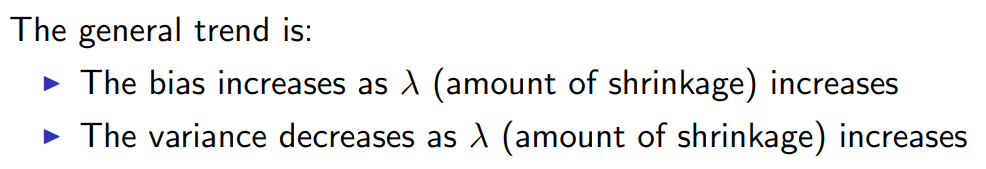 The general trend is:
▶ The bias increases as λ (amount of shrinkage) increases
▶ The variance decreases as λ (amount of shrinkage) increases